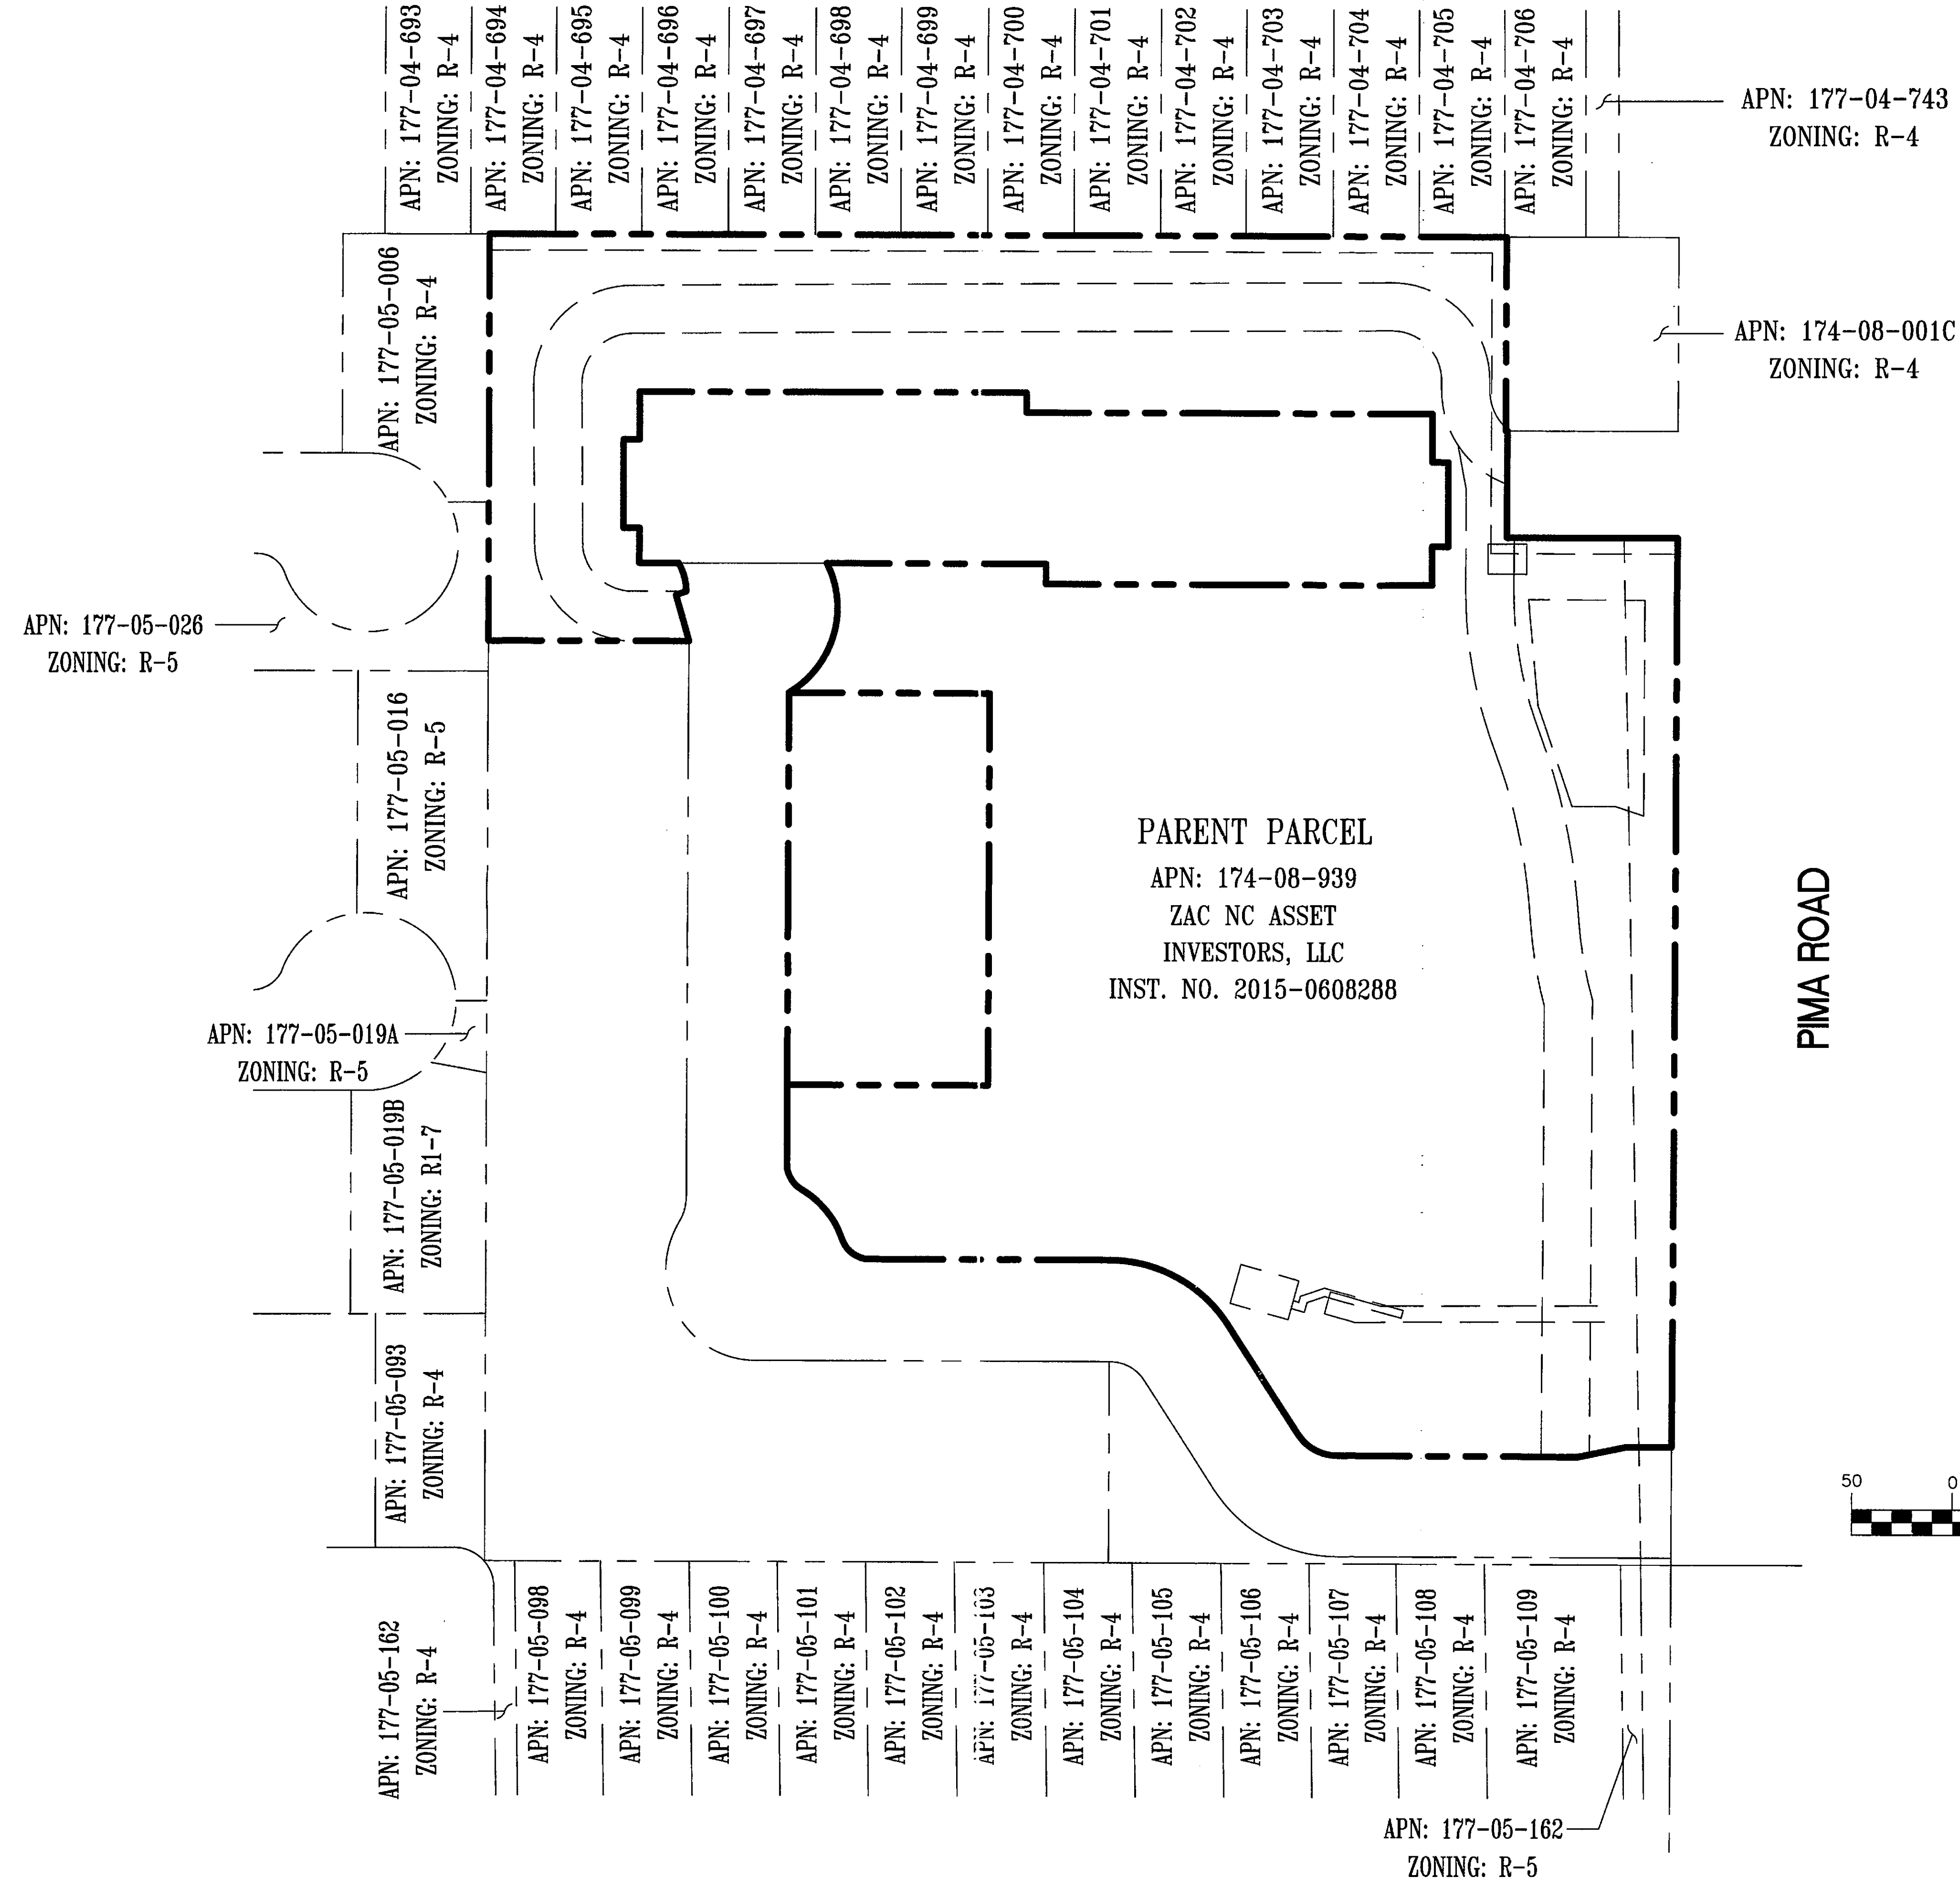 APN: 177-04-693
ZONING: R-4
APN: 177-04-694
ZONING: R-4
APN: 177-04-695
ZONING: R-4
APN: 177-04-696
ZONING: R-4
APN: 177-04-697
ZONING: R-4
APN: 177-04-698
ZONING: R-4
APN: 177-04-699
ZONING: R-4
APN: 177-04-700
ZONING: R-4
APN: 177-04-701
ZONING: R-4
APN: 177-04-702
ZONING: R-4
APN: 177-04-703
ZONING: R-4
APN: 177-04-704
ZONING: R-4
APN: 177-04-705
ZONING: R-4
APN: 177-04-706
ZONING: R-4
APN: 177-04-743
ZONING: R-4
APN: 174-08-001C
ZONING: R-4
APN: 177-05-006
ZONING: R-4
APN: 177-05-026
ZONING: R-5
APN: 177-05-016
ZONING: R-5
PARENT PARCEL
APN: 174-08-939
ZAC NC ASSET
INVESTORS, LLC
INST. NO. 2015-0608288
PIMA ROAD
APN: 177-05-019A
ZONING: R-5
APN: 177-05-019B
ZONING: R1-7
APN: 177-05-093
ZONING: R-4
50 0
APN: 177-05-162
ZONING: R-4
APN: 177-05-098
ZONING: R-4
APN: 177-05-099
ZONING: R-4
APN: 177-05-100
ZONING: R-4
APN: 177-05-101
ZONING: R-4
APN: 177-05-102
ZONING: R-4
APN: 177-05-103
ZONING: R-4
APN: 177-05-104
ZONING: R-4
APN: 177-05-105
ZONING: R-4
APN: 177-05-106
ZONING: R-4
APN: 177-05-107
ZONING: R-4
APN: 177-05-108
ZONING: R-4
APN: 177-05-109
ZONING: R-4
APN: 177-05-162
ZONING: R-5